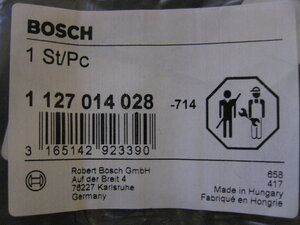 BOSCH
1 St/Pc
1 127 014 028 -714
3 165142 923390
Robert Bosch GmbH
Auf der Breit 4
76227 Karlsruhe
Germany
658
417
Made in Hungary
Fabriqué en Hongrie